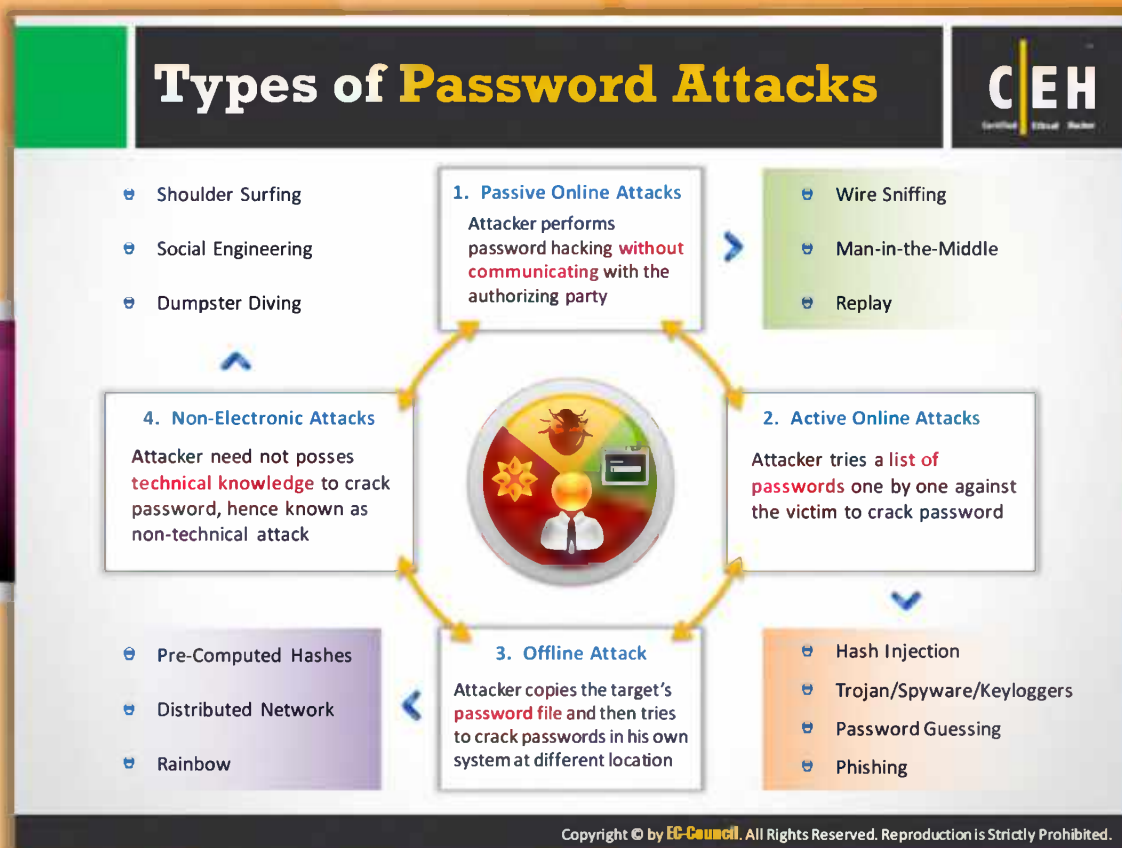 Types of Password Attacks
C|EH
Certified Ethical Hacker
Shoulder Surfing
Social Engineering
Dumpster Diving
1. Passive Online Attacks
Attacker performs
password hacking without
communicating with the
authorizing party
Wire Sniffing
Man-in-the-Middle
Replay
4. Non-Electronic Attacks
Attacker need not posses
technical knowledge to crack
password, hence known as
non-technical attack
2. Active Online Attacks
Attacker tries a list of
passwords one by one against
the victim to crack password
Pre-Computed Hashes
Distributed Network
Rainbow
3. Offline Attack
Attacker copies the target's
password file and then tries
to crack passwords in his own
system at different location
Hash Injection
Trojan/Spyware/Keyloggers
Password Guessing
Phishing
Copyright © by EC-Council. All Rights Reserved. Reproduction is Strictly Prohibited.